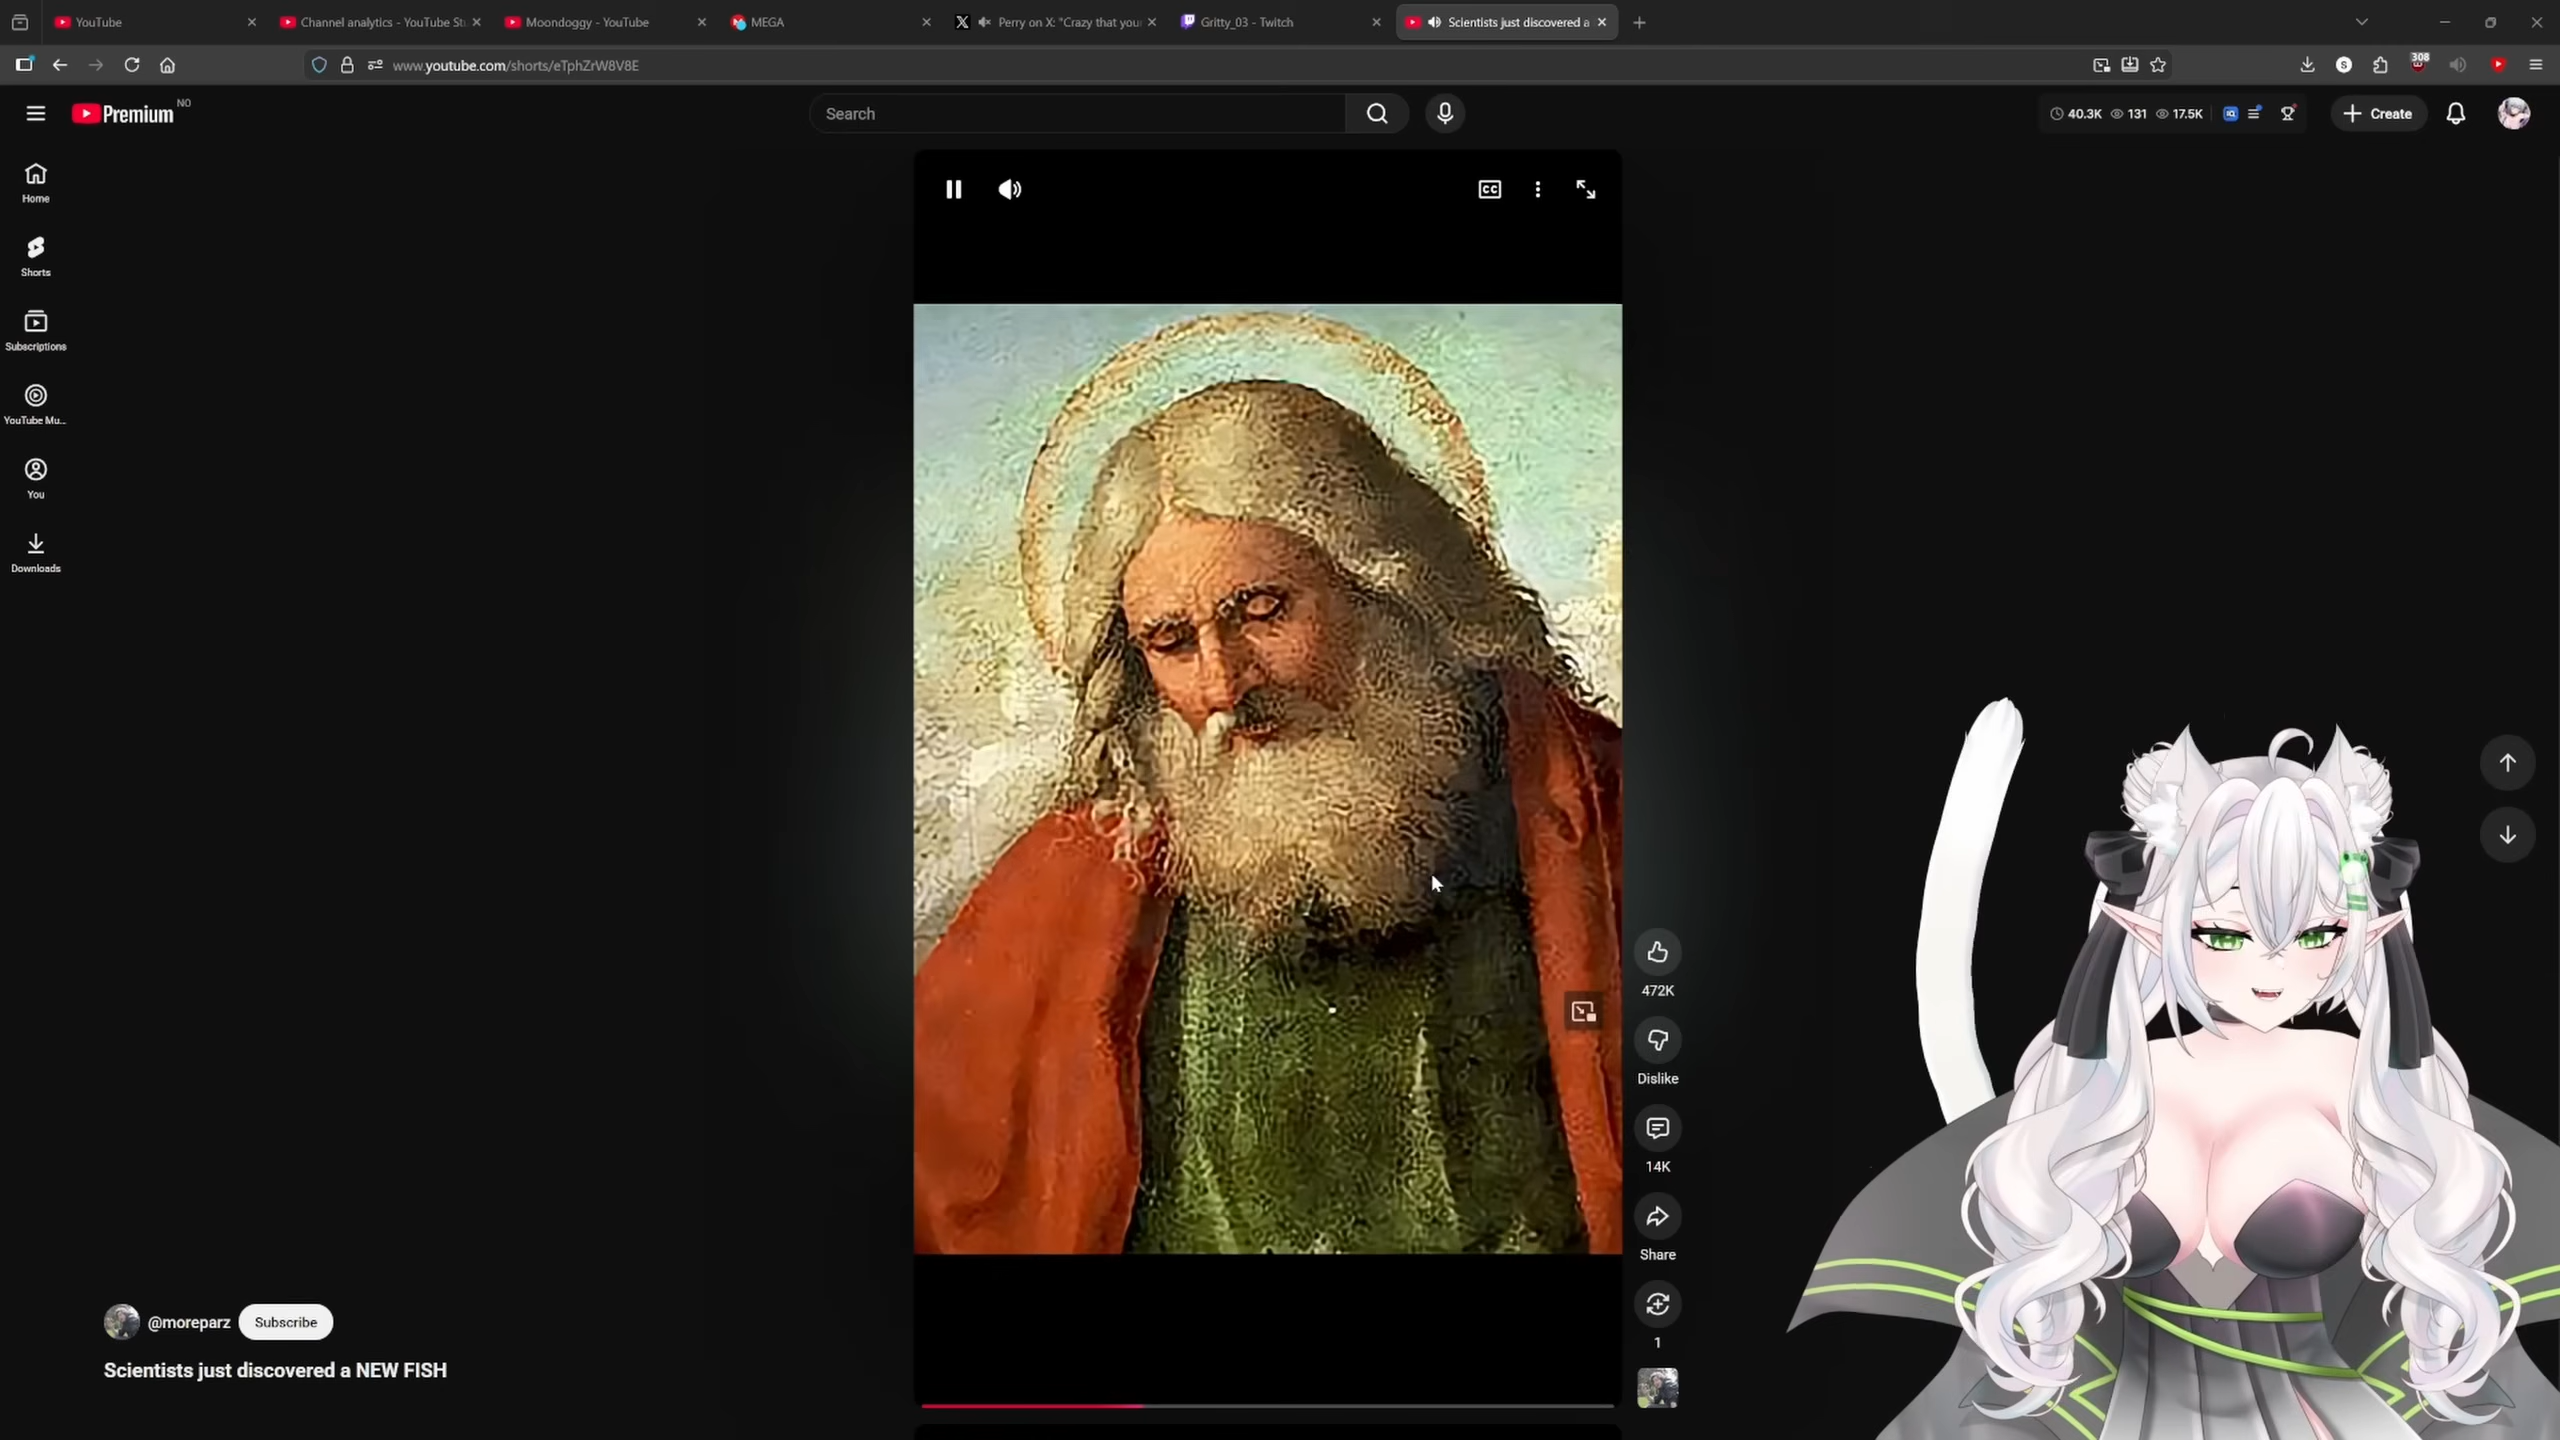 YouTube
Channel analytics - YouTube St
Moondoggy - YouTube
MEGA
Perry on X: "Crazy that you
Gritty_03 - Twitch
Scientists just discovered a
www.youtube.com/shorts/eTphZrW8V8E
308
Premium NO
Search
40.3K 131 17.5K
Create
Home
Shorts
Subscriptions
YouTube Mu...
You
Downloads
CC
472K
Dislike
14K
Share
1
@moreparz
Subscribe
Scientists just discovered a NEW FISH